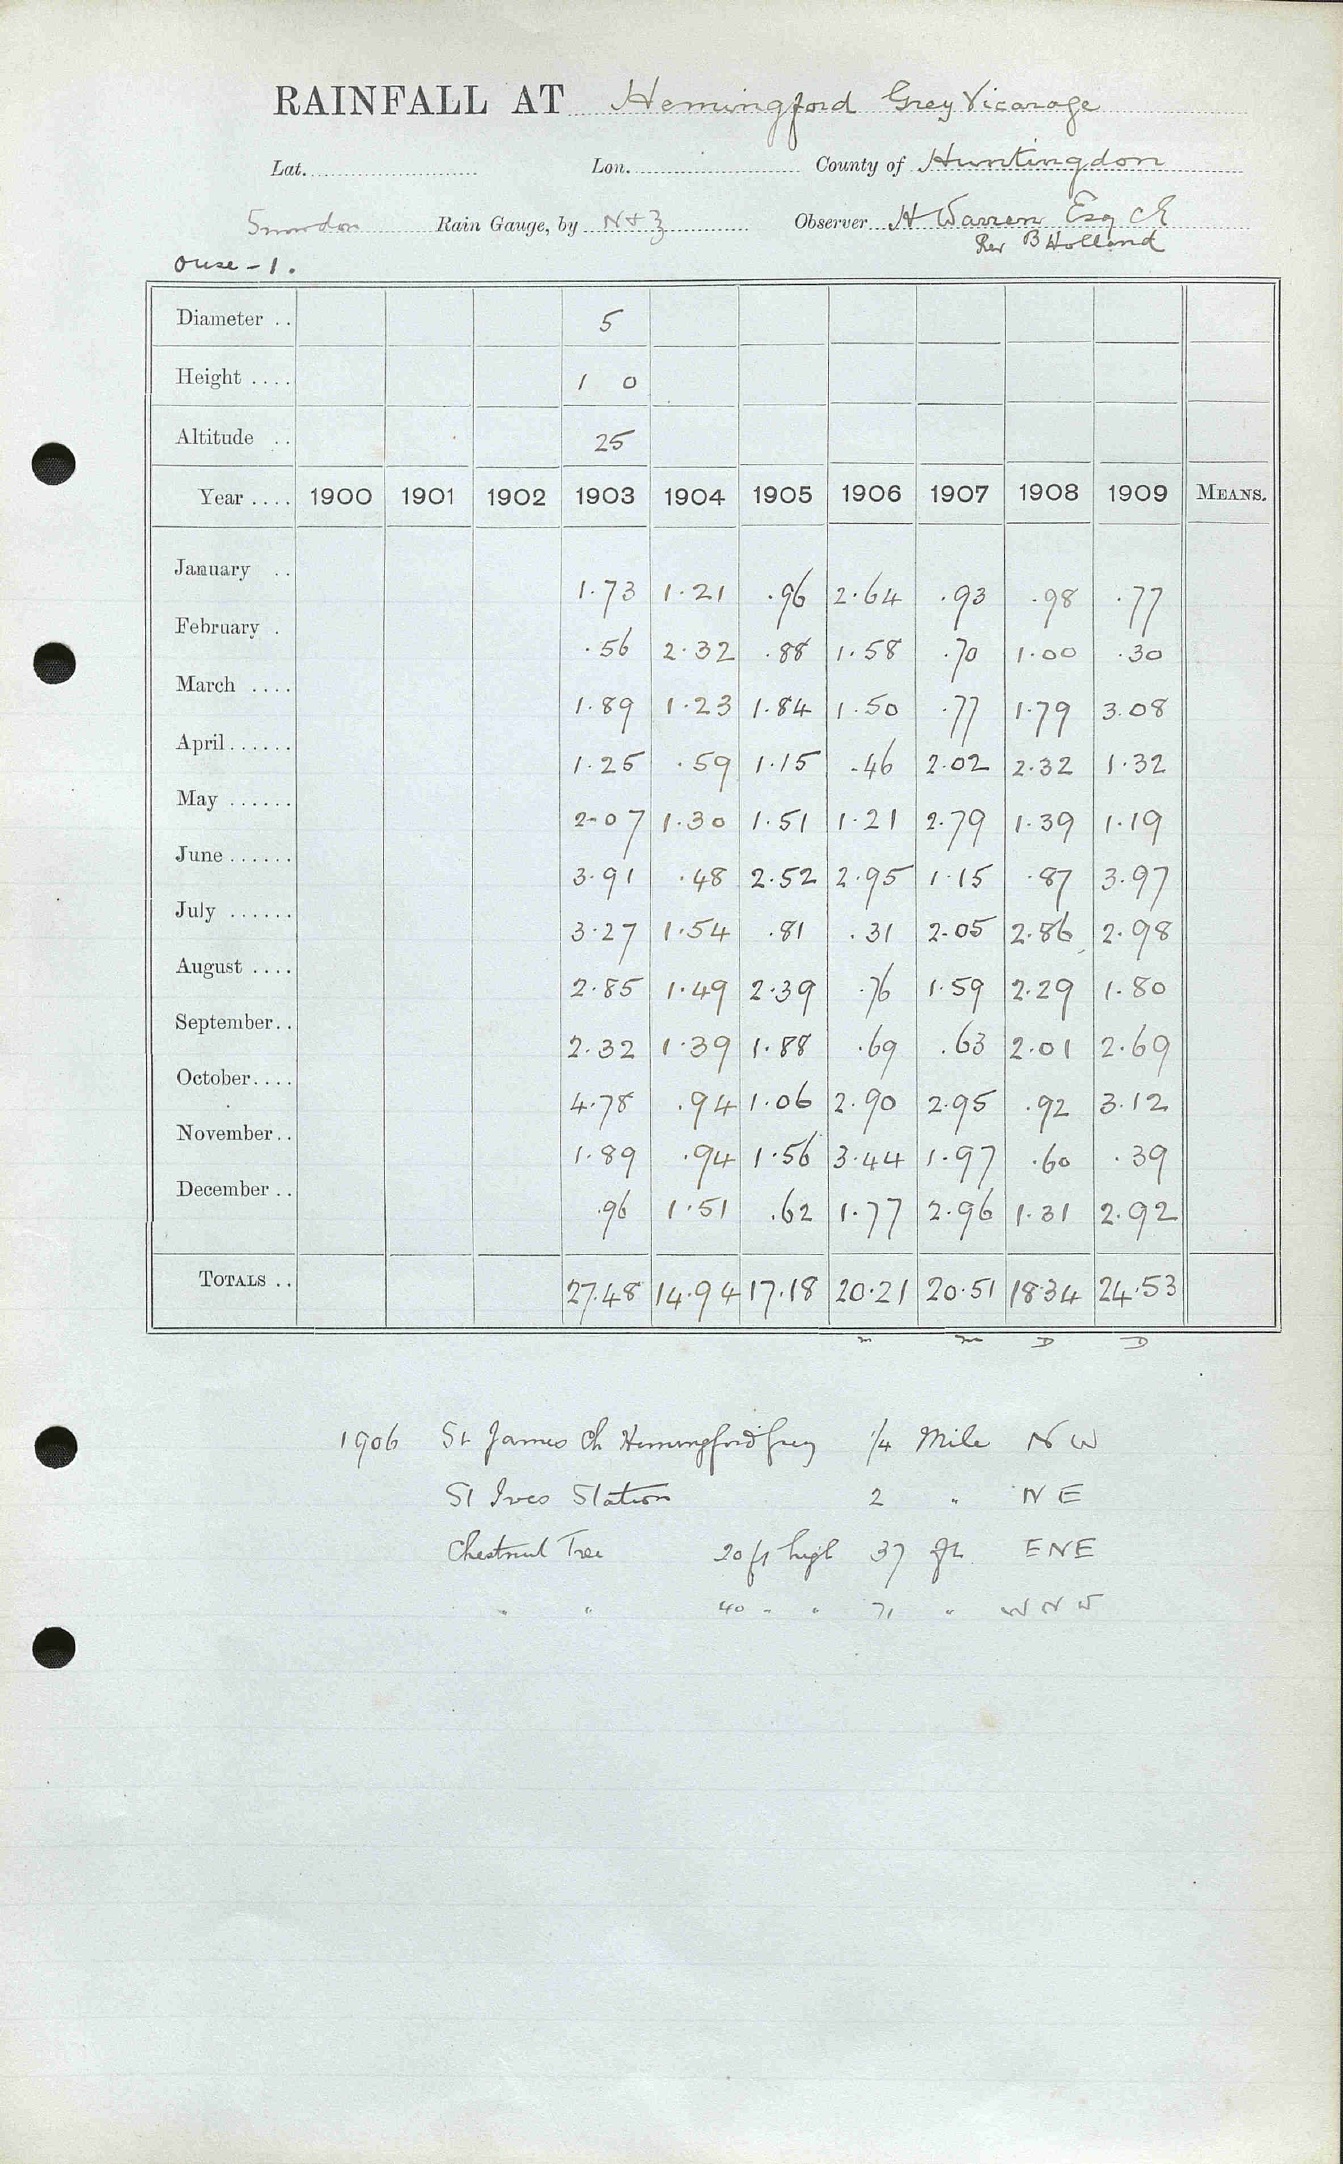 RAINFALL AT Hemingford Grey Vicarage
Lat. Lon. County of Huntingdon
Snowdon Rain Gauge, by N & Z Observer H Warren Esq CE
Rev B Holland
Ouse - 1.
Diameter .. 5
Height .... 1 0
Altitude .. 25
Year .... 1900 1901 1902 1903 1904 1905 1906 1907 1908 1909 MEANS.
January .. 1.73 1.21 .96 2.64 .93 .98 .77
February . .56 2.32 .88 1.58 .70 1.00 .30
March .... 1.89 1.23 1.84 1.50 .77 1.79 3.08
April ...... 1.25 .59 1.15 .46 2.02 2.32 1.32
May ...... 2.07 1.30 1.51 1.21 2.79 1.39 1.19
June ...... 3.91 .48 2.52 2.95 1.15 .87 3.97
July ...... 3.27 1.54 .81 .31 2.05 2.86 2.98
August .... 2.85 1.49 2.39 .76 1.59 2.29 1.80
September .. 2.32 1.39 1.88 .69 .63 2.01 2.69
October .... 4.78 .94 1.06 2.90 2.95 .92 3.12
November .. 1.89 .94 1.56 3.44 1.97 .60 .39
December .. .96 1.51 .62 1.77 2.96 1.31 2.92
TOTALS .. 27.48 14.94 17.18 20.21 20.51 18.34 24.53
m m D D
1906 St James Ch Hemingford Grey 1/4 Mile N W
St Ives Station 2 " N E
Chestnut Tree 20 ft high 37 ft. E N E
" " 40 " " 71 " W N W